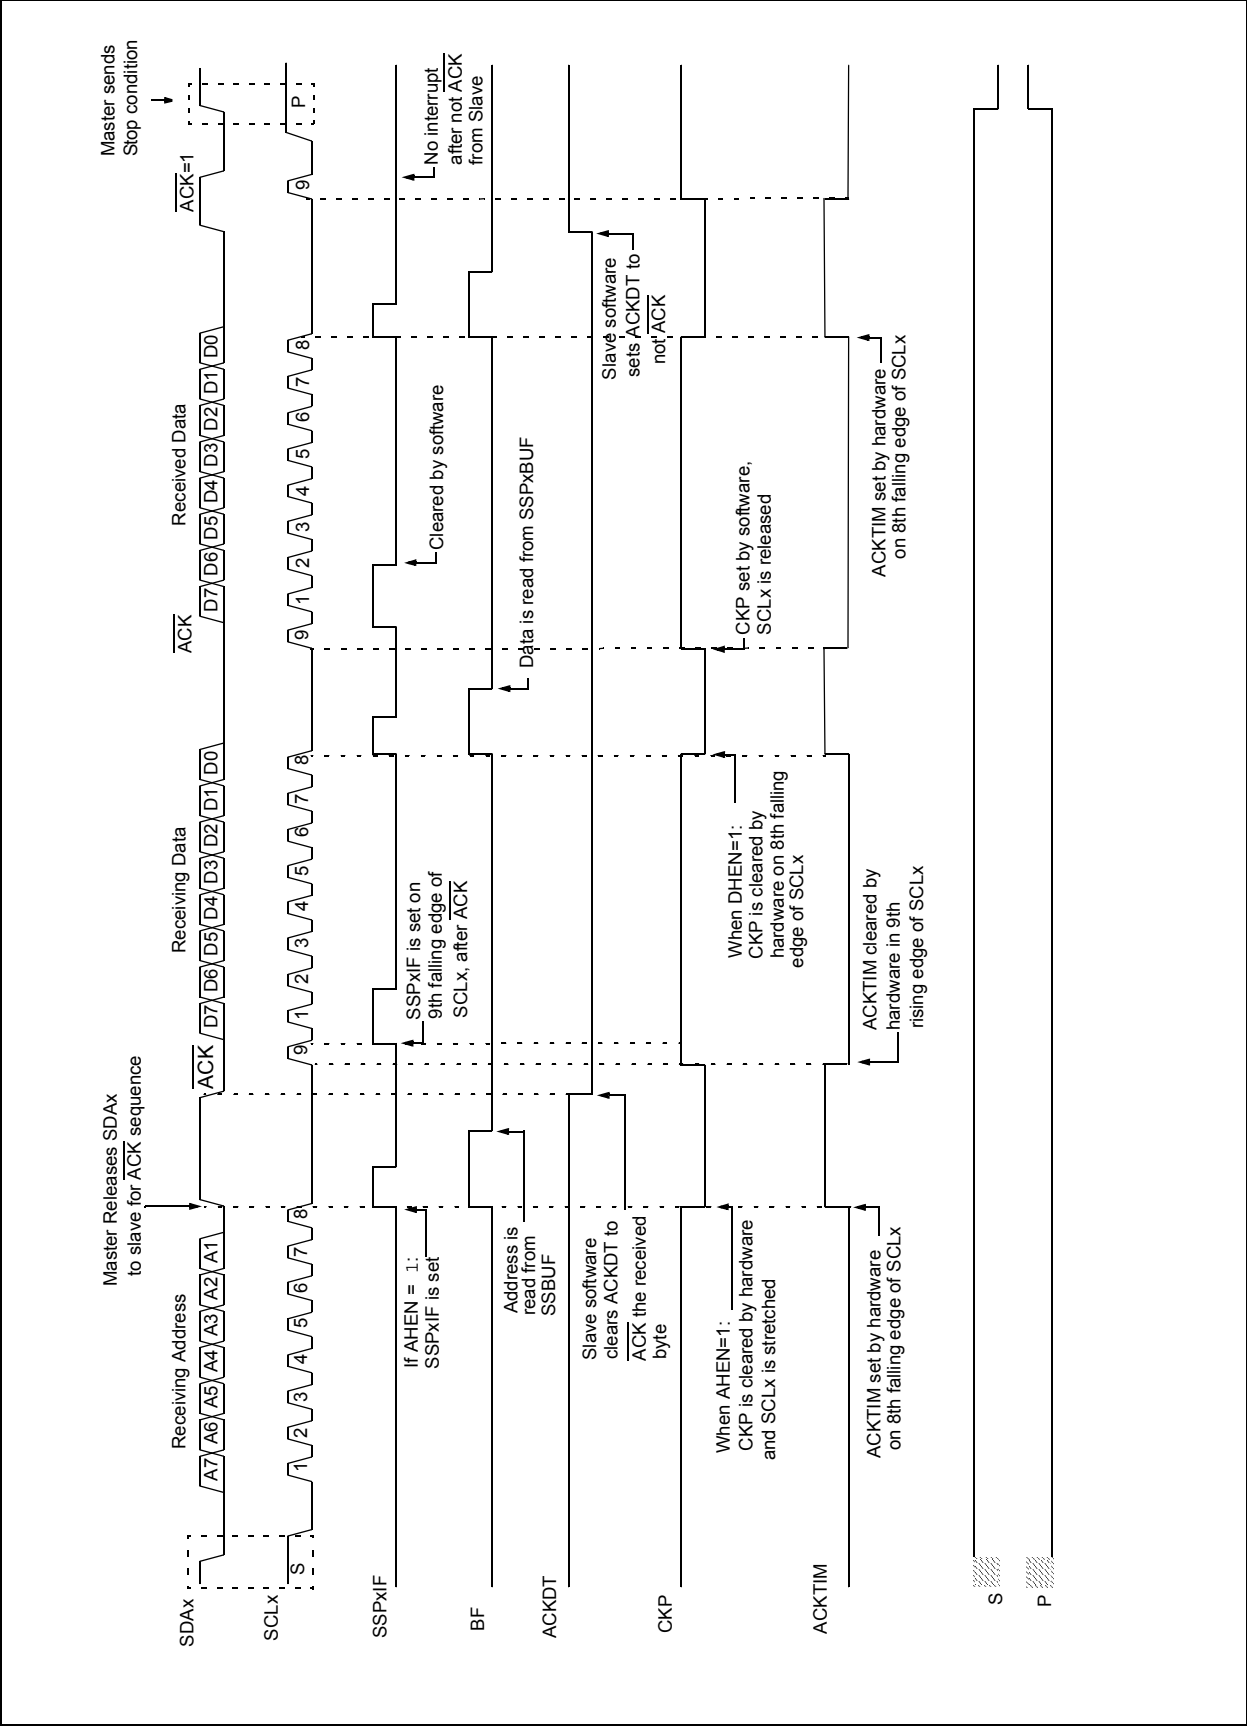 Master Releases SDAx
to slave for ACK sequence
Master sends
Stop condition
Receiving Address
Receiving Data
Received Data
ACK
ACK
ACK=1
SDAx
A7 A6 A5 A4 A3 A2 A1
D7 D6 D5 D4 D3 D2 D1 D0
D7 D6 D5 D4 D3 D2 D1 D0
SCLx
S
1 2 3 4 5 6 7 8
9
1 2 3 4 5 6 7 8
9
1 2 3 4 5 6 7 8
9
P
SSPxIF
If AHEN = 1:
SSPxIF is set
SSPxIF is set on
9th falling edge of
SCLx, after ACK
Cleared by software
No interrupt
after not ACK
from Slave
BF
Address is
read from
SSBUF
Data is read from SSPxBUF
ACKDT
Slave software
clears ACKDT to
ACK the received
byte
Slave software
sets ACKDT to
not ACK
CKP
When AHEN=1:
CKP is cleared by hardware
and SCLx is stretched
When DHEN=1:
CKP is cleared by
hardware on 8th falling
edge of SCLx
CKP set by software,
SCLx is released
ACKTIM
ACKTIM set by hardware
on 8th falling edge of SCLx
ACKTIM cleared by
hardware in 9th
rising edge of SCLx
ACKTIM set by hardware
on 8th falling edge of SCLx
S
P